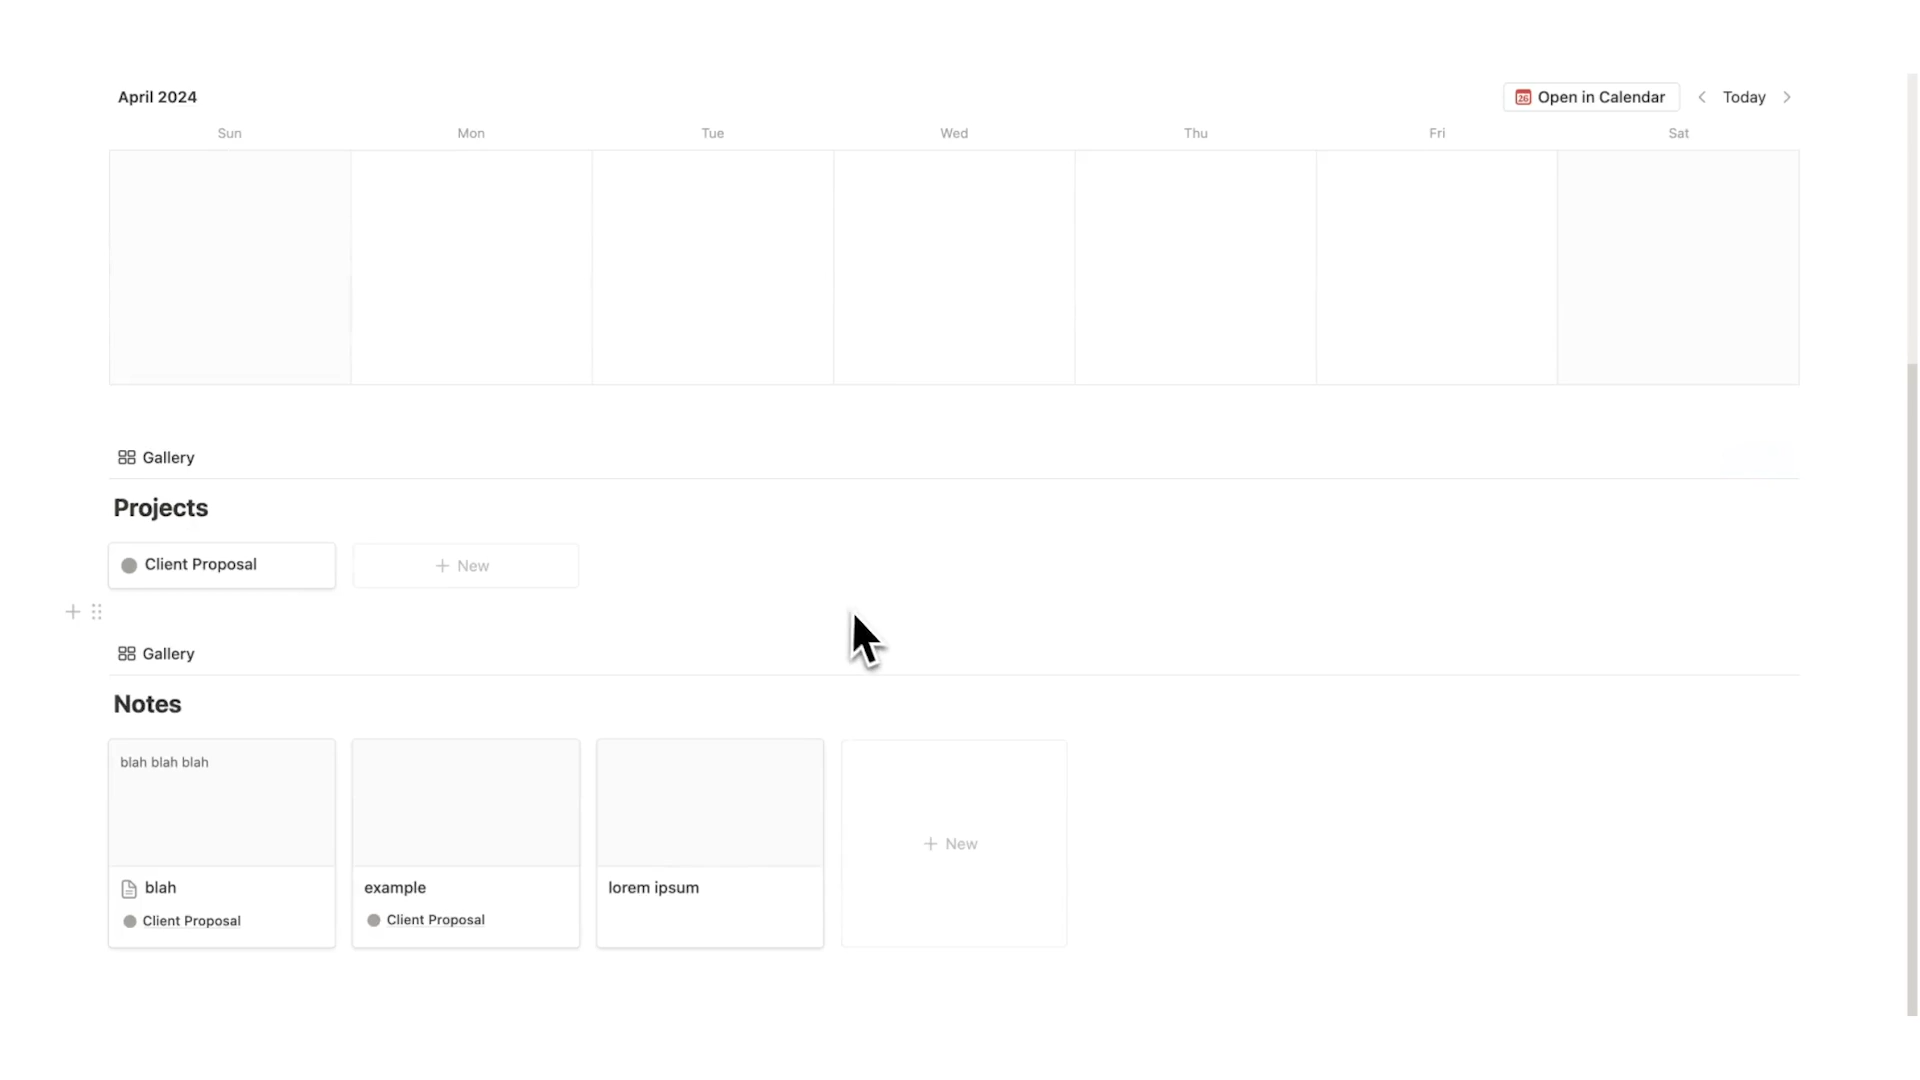 April 2024
26 Open in Calendar Today
Sun Mon Tue Wed Thu Fri Sat
Gallery
Projects
Client Proposal
+ New
Gallery
Notes
blah blah blah
+ New
blah
example
lorem ipsum
Client Proposal
Client Proposal